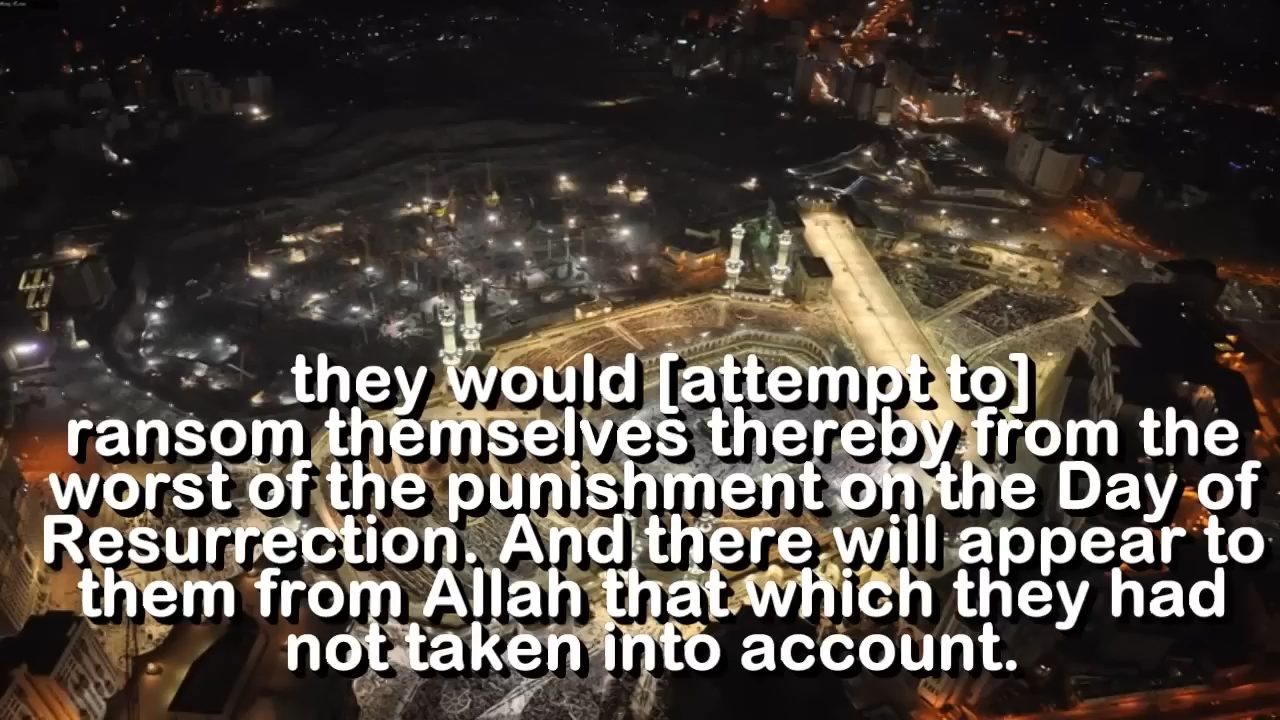 they would [attempt to]
ransom themselves thereby from the
worst of the punishment on the Day of
Resurrection. And there will appear to
them from Allah that which they had
not taken into account.